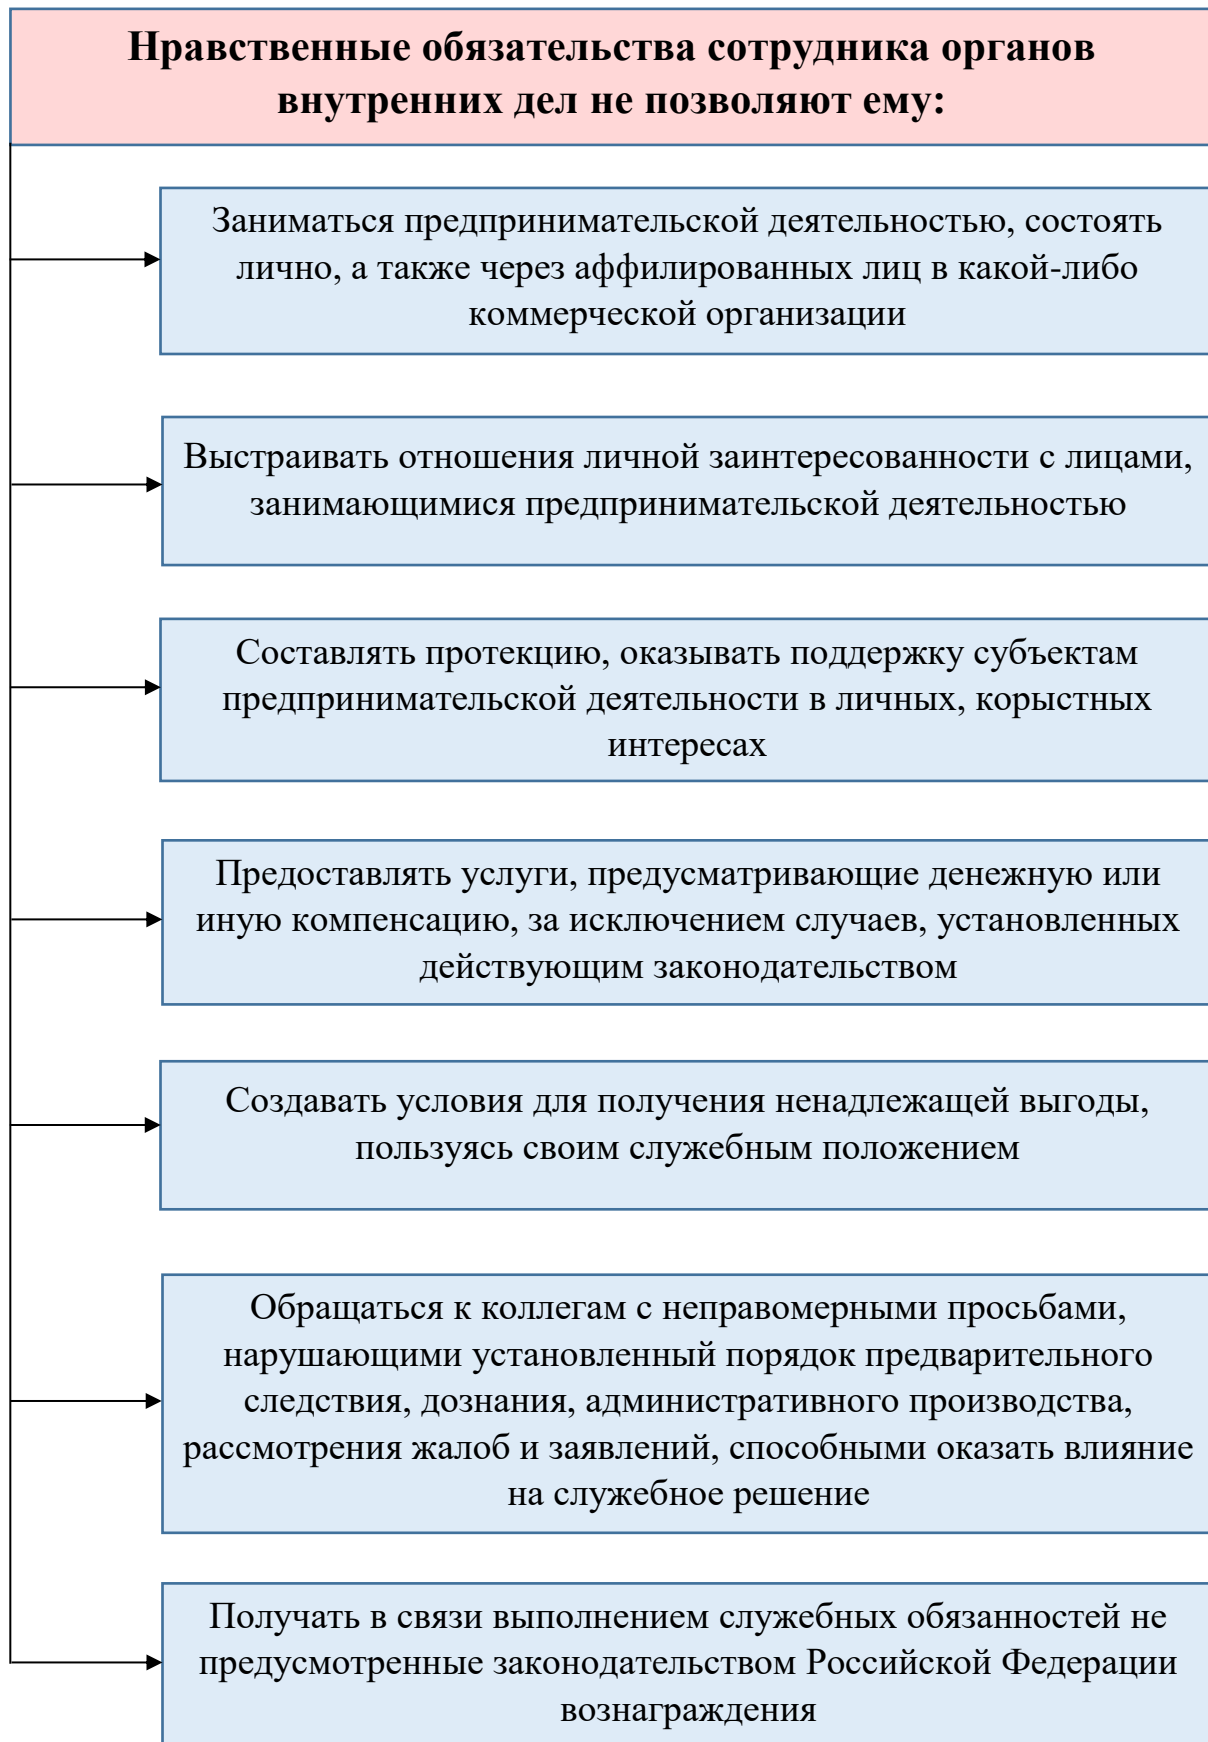 Нравственные обязательства сотрудника органов
внутренних дел не позволяют ему:
Заниматься предпринимательской деятельностью, состоять
лично, а также через аффилированных лиц в какой-либо
коммерческой организации
Выстраивать отношения личной заинтересованности с лицами,
занимающимися предпринимательской деятельностью
Составлять протекцию, оказывать поддержку субъектам
предпринимательской деятельности в личных, корыстных
интересах
Предоставлять услуги, предусматривающие денежную или
иную компенсацию, за исключением случаев, установленных
действующим законодательством
Создавать условия для получения ненадлежащей выгоды,
пользуясь своим служебным положением
Обращаться к коллегам с неправомерными просьбами,
нарушающими установленный порядок предварительного
следствия, дознания, административного производства,
рассмотрения жалоб и заявлений, способными оказать влияние
на служебное решение
Получать в связи выполнением служебных обязанностей не
предусмотренные законодательством Российской Федерации
вознаграждения